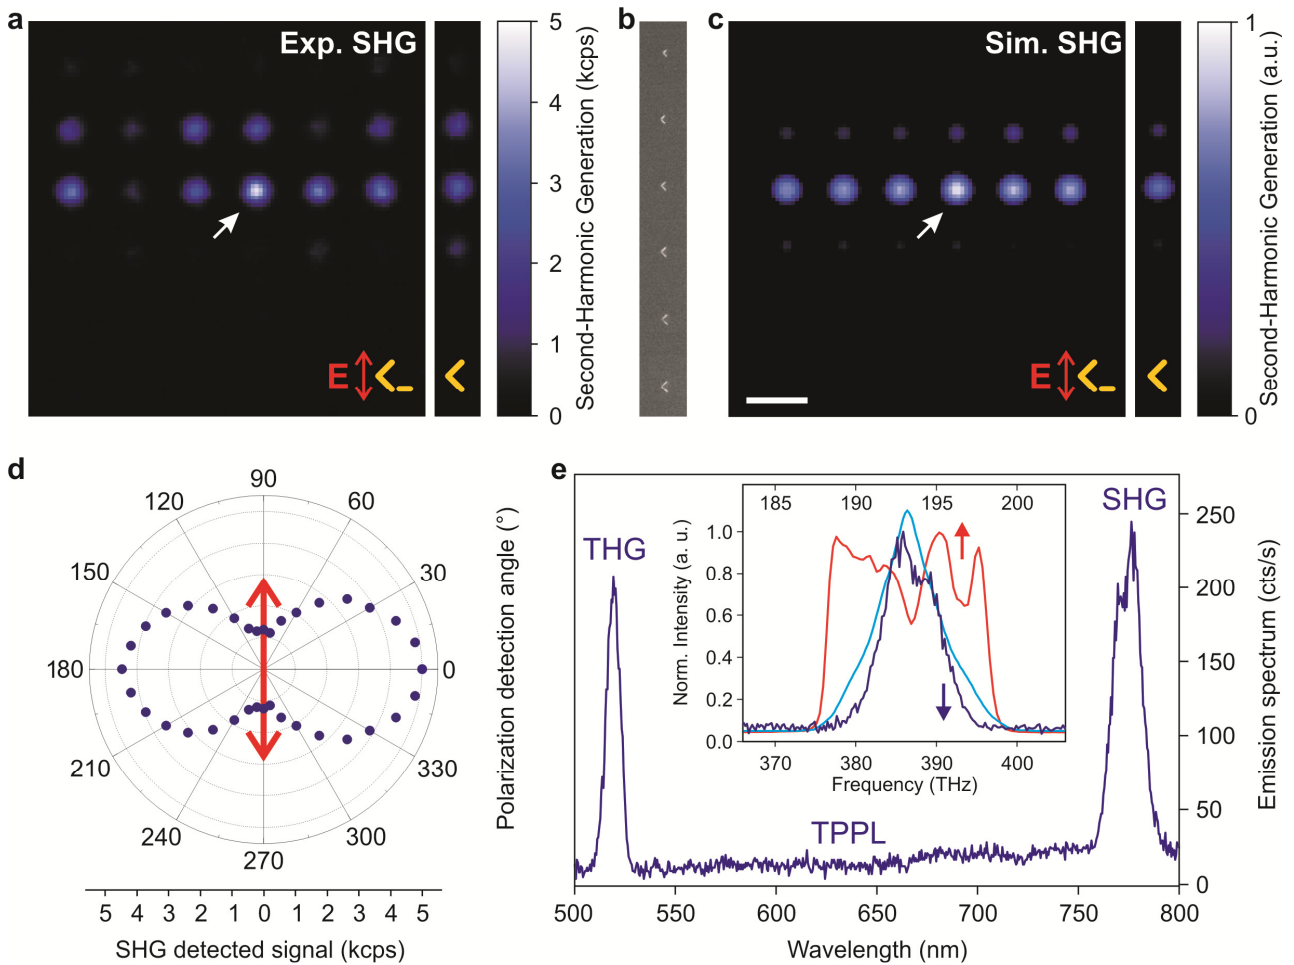 a
Exp. SHG
5
4
3
2
1
0
Second-Harmonic Generation (kcps)
E
b
c
Sim. SHG
1
0
Second-Harmonic Generation (a.u.)
E
d
90
120
60
150
30
180
0
210
330
240
300
270
Polarization detection angle (°)
5 4 3 2 1 0 1 2 3 4 5
SHG detected signal (kcps)
e
THG
TPPL
SHG
185 190 195 200
1.0
0.8
0.6
0.4
0.2
0.0
Norm. Intensity (a. u.)
370 380 390 400
Frequency (THz)
250
200
150
100
50
0
Emission spectrum (cts/s)
500 550 600 650 700 750 800
Wavelength (nm)